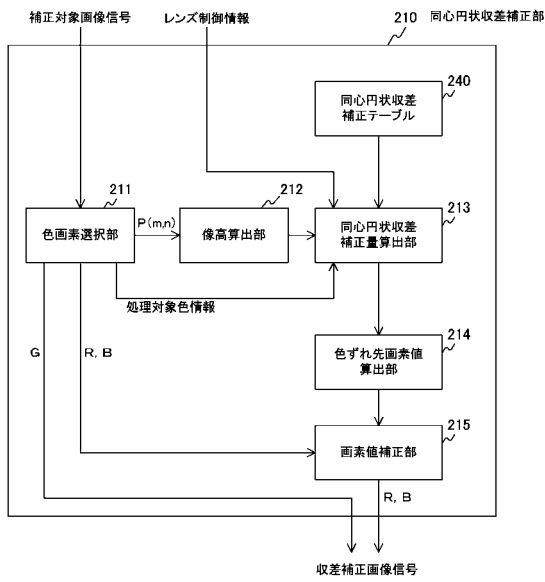 補正対象画像信号
レンズ制御情報
210 同心円状収差補正部
240
同心円状収差
補正テーブル
211
212
213
P(m,n)
色画素選択部
像高算出部
同心円状収差
補正量算出部
処理対象色情報
G
R, B
214
色ずれ先画素値
算出部
215
画素値補正部
R, B
収差補正画像信号